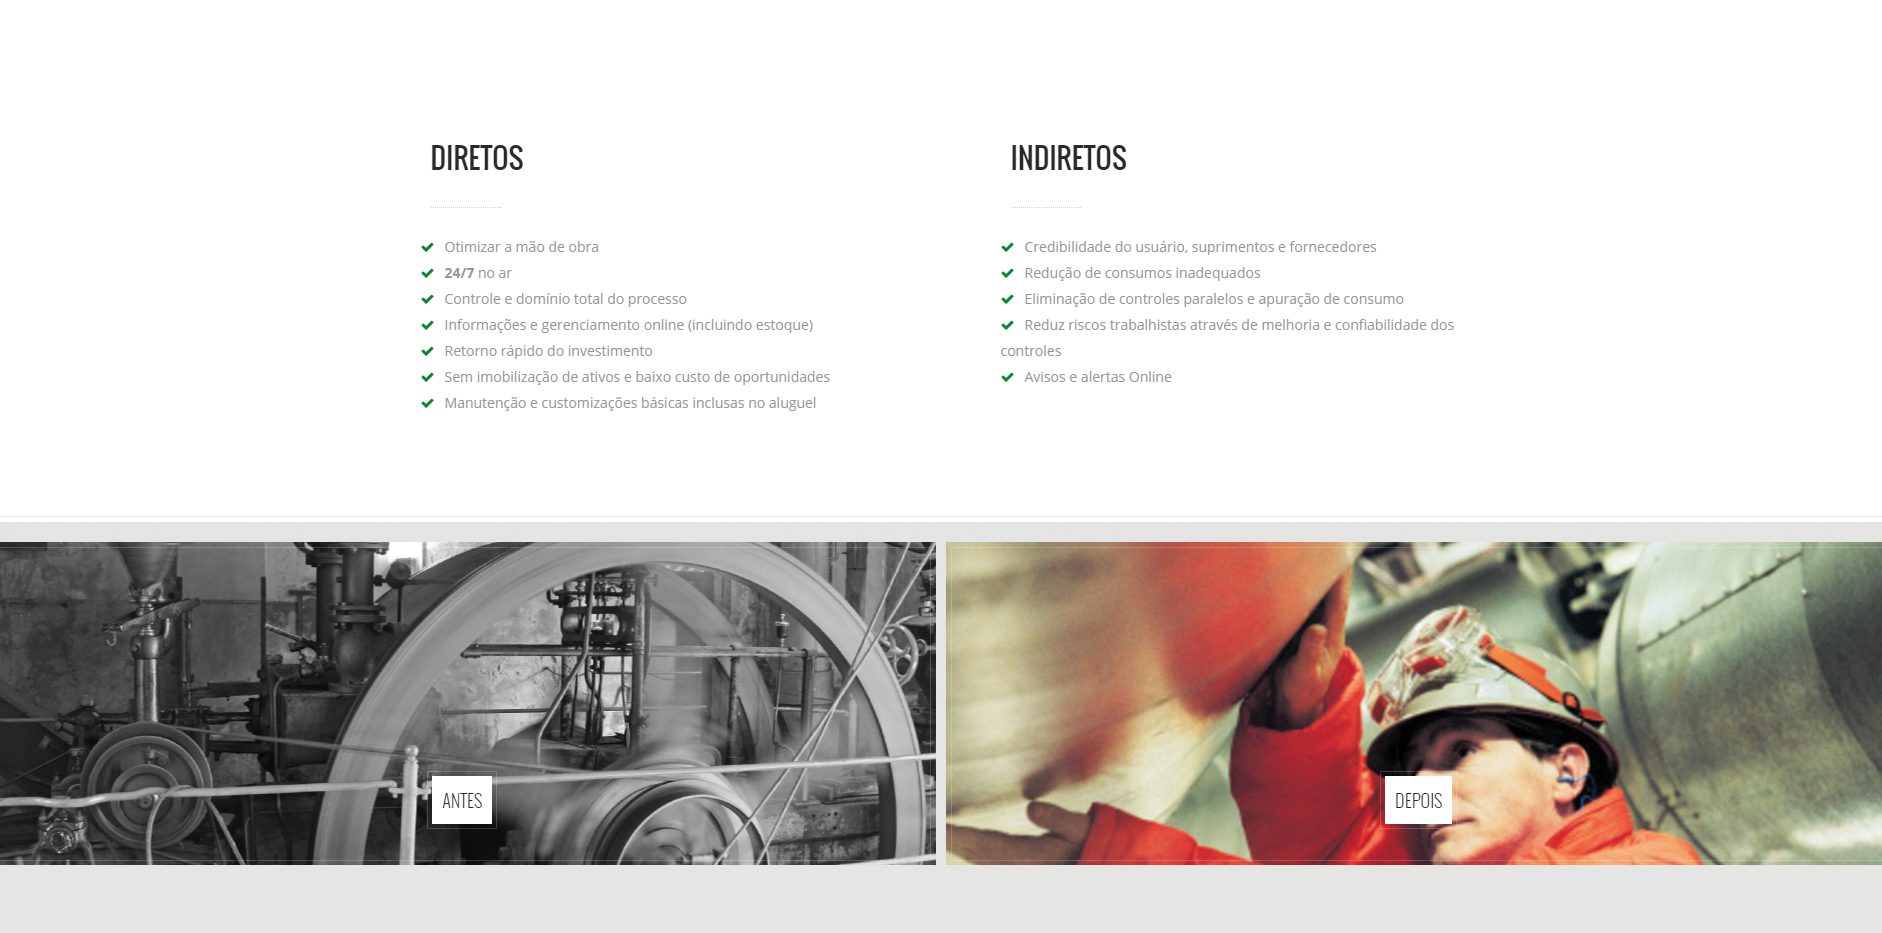 DIRETOS
Otimizar a mão de obra
24/7 no ar
Controle e domínio total do processo
Informações e gerenciamento online (incluindo estoque)
Retorno rápido do investimento
Sem imobilização de ativos e baixo custo de oportunidades
Manutenção e customizações básicas inclusas no aluguel
INDIRETOS
Credibilidade do usuário, suprimentos e fornecedores
Redução de consumos inadequados
Eliminação de controles paralelos e apuração de consumo
Reduz riscos trabalhistas através de melhoria e confiabilidade dos
controles
Avisos e alertas Online
ANTES
DEPOIS